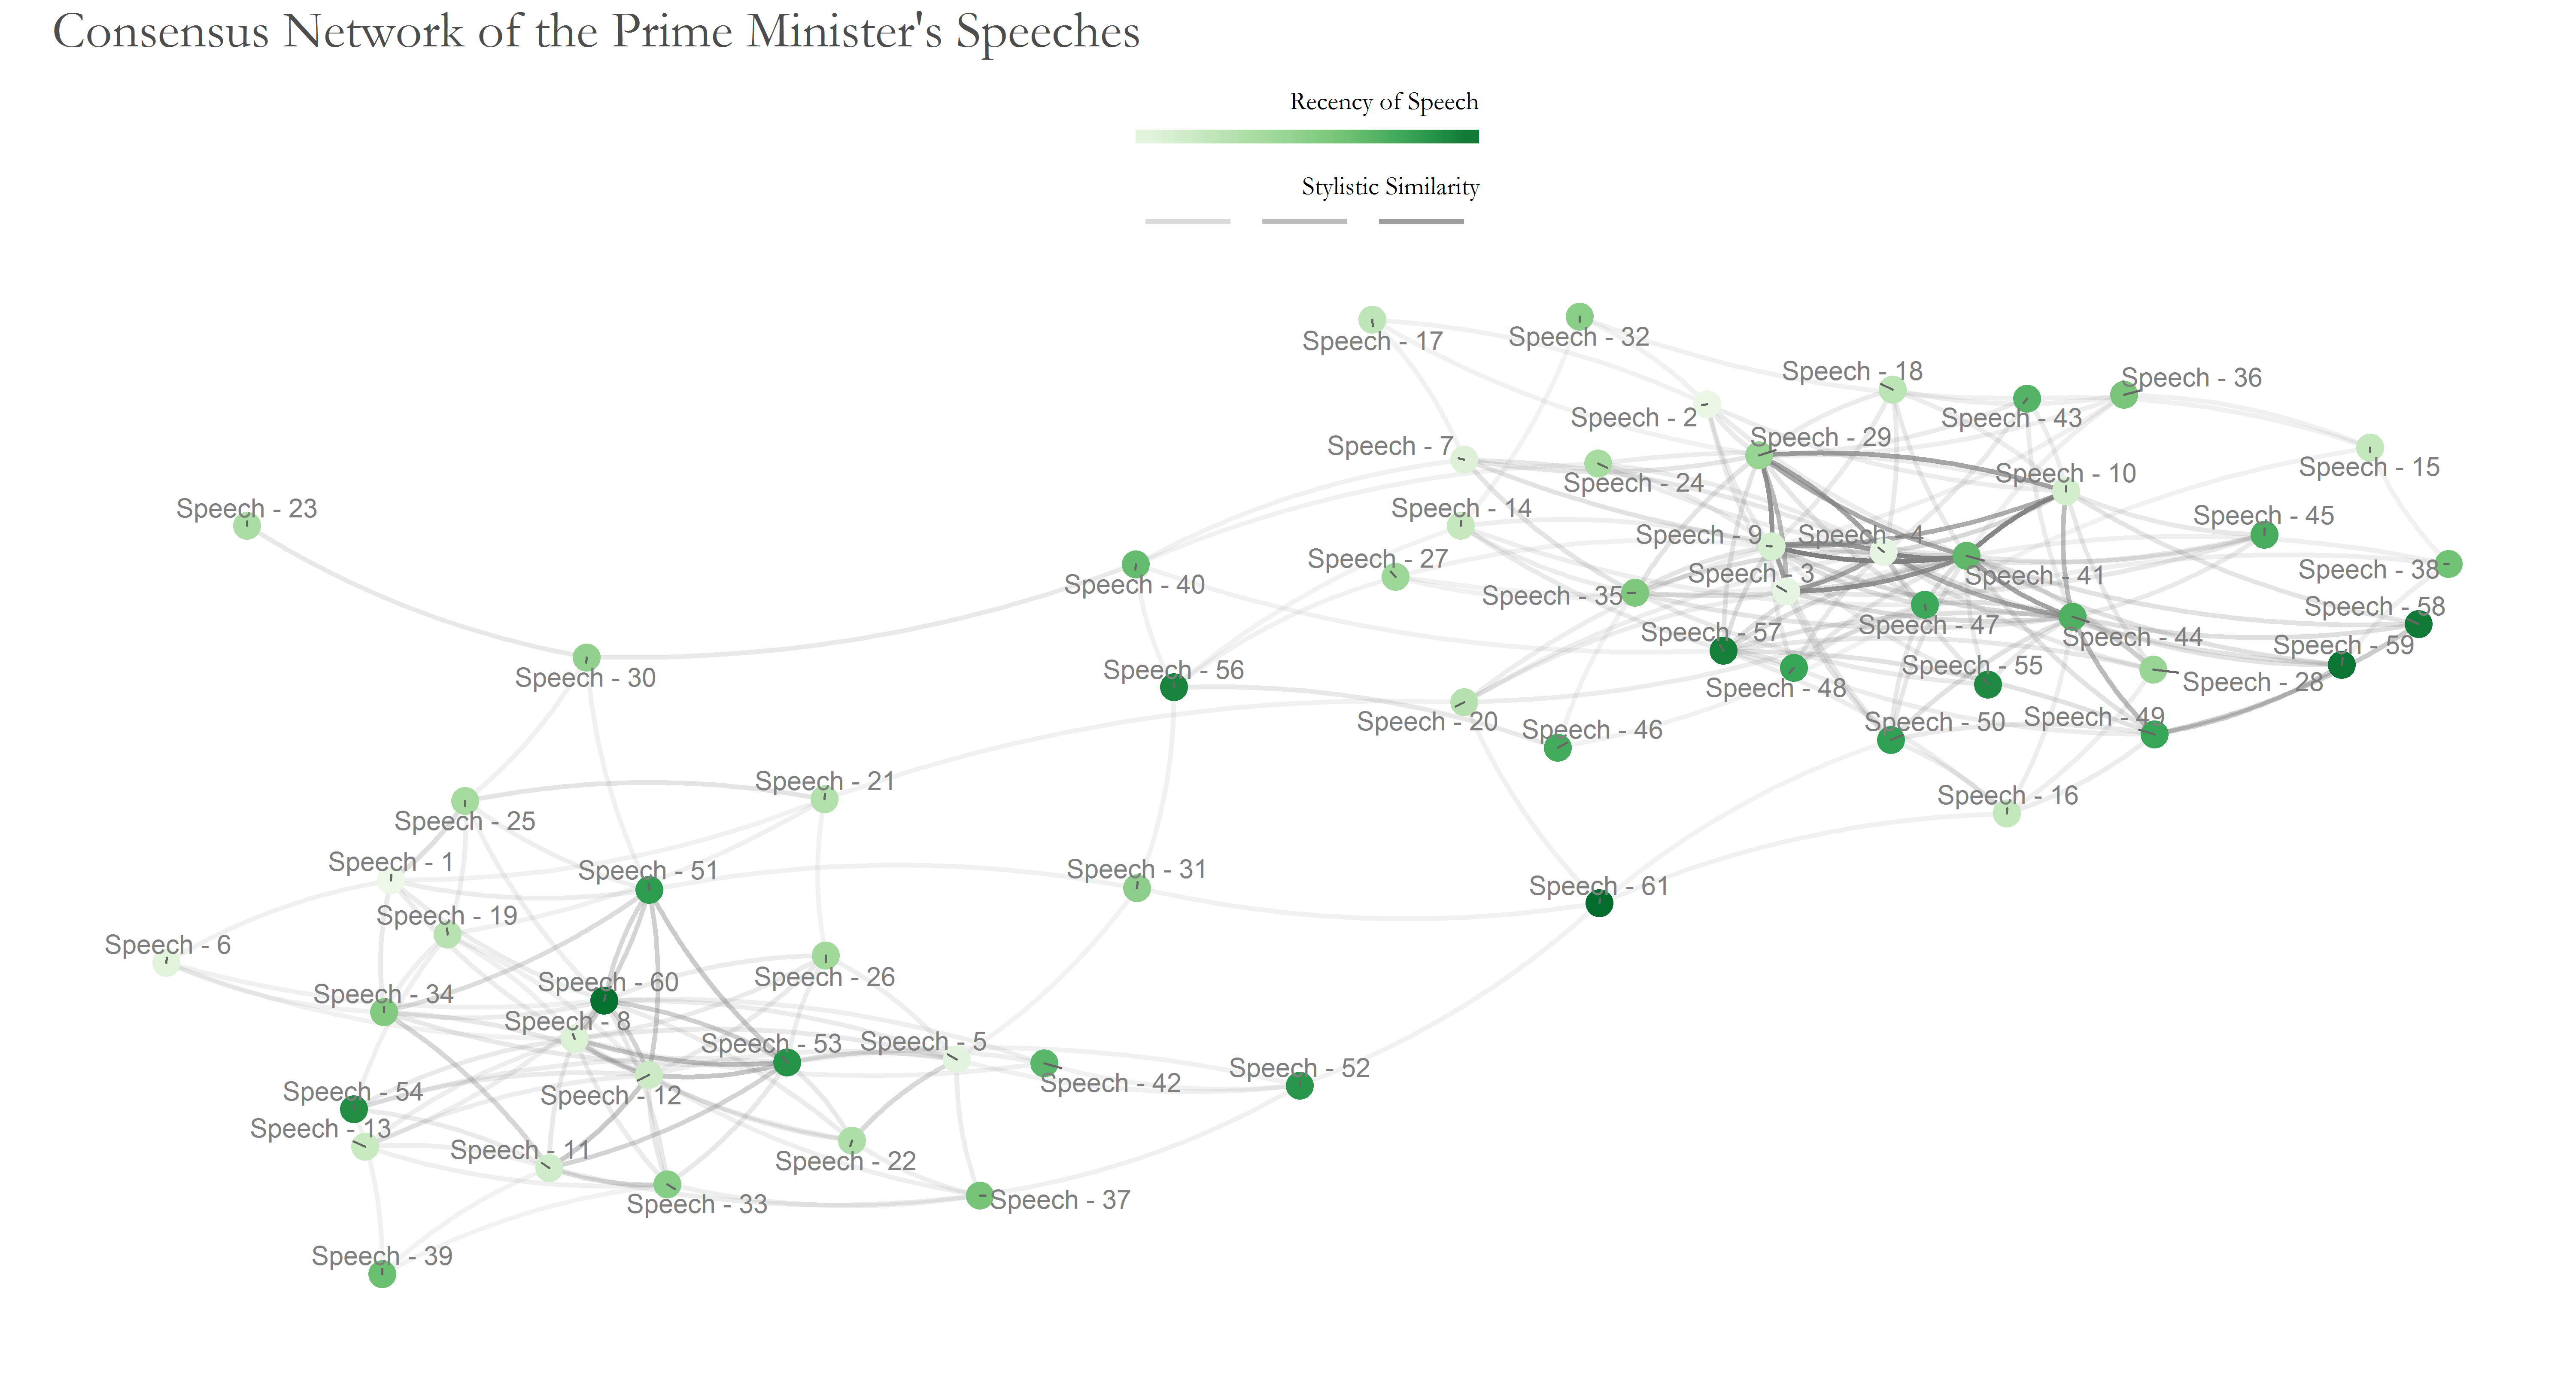 Consensus Network of the Prime Minister's Speeches
Recency of Speech
Stylistic Similarity
Speech - 17
Speech - 32
Speech - 18
Speech - 36
Speech - 2
Speech - 43
Speech - 29
Speech - 7
Speech - 15
Speech - 10
Speech - 24
Speech - 23
Speech - 14
Speech - 45
Speech - 9
Speech - 4
Speech - 27
Speech - 38
Speech - 3
Speech - 41
Speech - 40
Speech - 35
Speech - 58
Speech - 47
Speech - 57
Speech - 44
Speech - 59
Speech - 55
Speech - 56
Speech - 30
Speech - 28
Speech - 48
Speech - 49
Speech - 20
Speech - 50
Speech - 46
Speech - 21
Speech - 16
Speech - 25
Speech - 1
Speech - 51
Speech - 31
Speech - 61
Speech - 19
Speech - 6
Speech - 26
Speech - 60
Speech - 34
Speech - 8
Speech - 53
Speech - 5
Speech - 52
Speech - 42
Speech - 54
Speech - 12
Speech - 13
Speech - 11
Speech - 22
Speech - 37
Speech - 33
Speech - 39